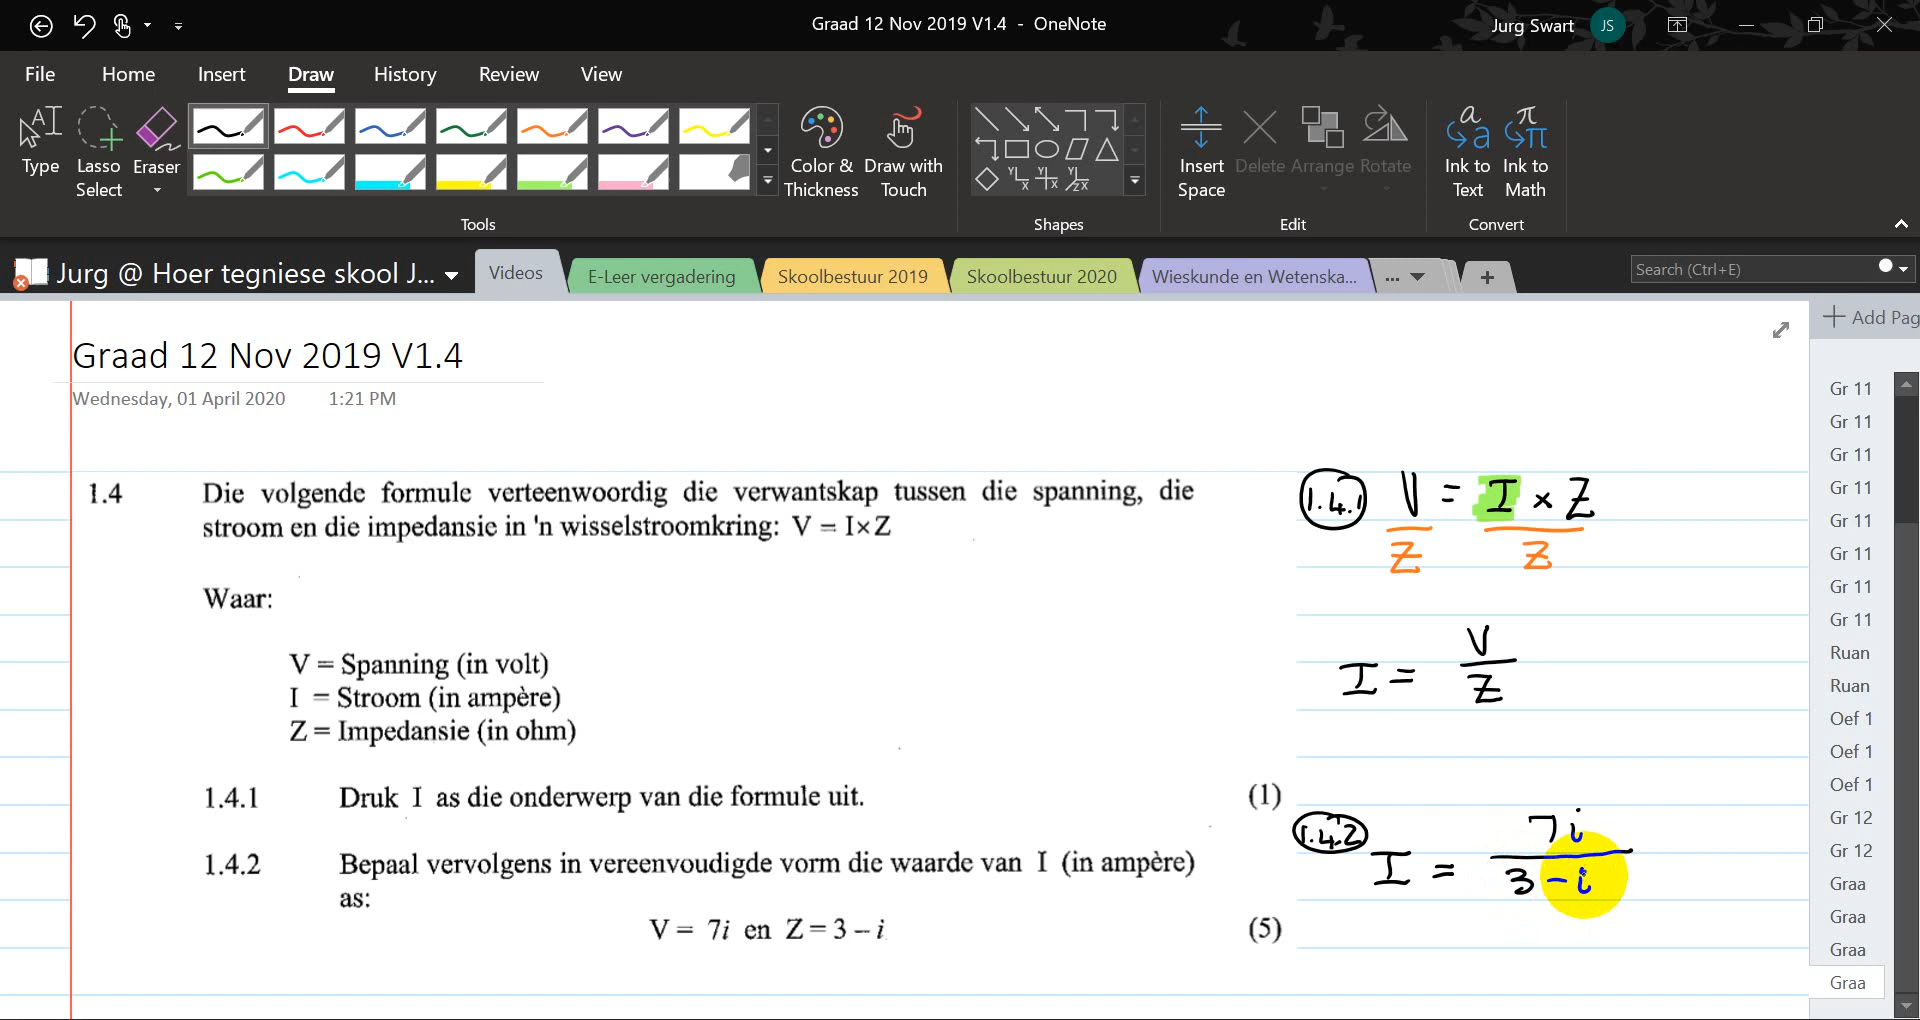 Graad 12 Nov 2019 V1.4 - OneNote
Jurg Swart
JS
File Home Insert Draw History Review View
Type
Lasso Select
Eraser
Color & Thickness
Draw with Touch
Insert Space
Delete
Arrange
Rotate
Ink to Text
Ink to Math
Tools
Shapes
Edit
Convert
Jurg @ Hoer tegniese skool J...
Videos
E-Leer vergadering
Skoolbestuur 2019
Skoolbestuur 2020
Wieskunde en Wetenska...
...
Search (Ctrl+E)
Add Pag
Graad 12 Nov 2019 V1.4
Wednesday, 01 April 2020 1:21 PM
1.4 Die volgende formule verteenwoordig die verwantskap tussen die spanning, die
stroom en die impedansie in 'n wisselstroomkring: V = I×Z
Waar:
V = Spanning (in volt)
I = Stroom (in ampère)
Z = Impedansie (in ohm)
1.4.1 Druk I as die onderwerp van die formule uit. (1)
1.4.2 Bepaal vervolgens in vereenvoudigde vorm die waarde van I (in ampère)
as:
V = 7i en Z = 3 – i (5)
1.4.1 V = I × Z
Z Z
I = V
Z
1.4.2 I = 7i
3 - i
Gr 11
Gr 11
Gr 11
Gr 11
Gr 11
Gr 11
Gr 11
Gr 11
Ruan
Ruan
Oef 1
Oef 1
Oef 1
Gr 12
Gr 12
Graa
Graa
Graa
Graa